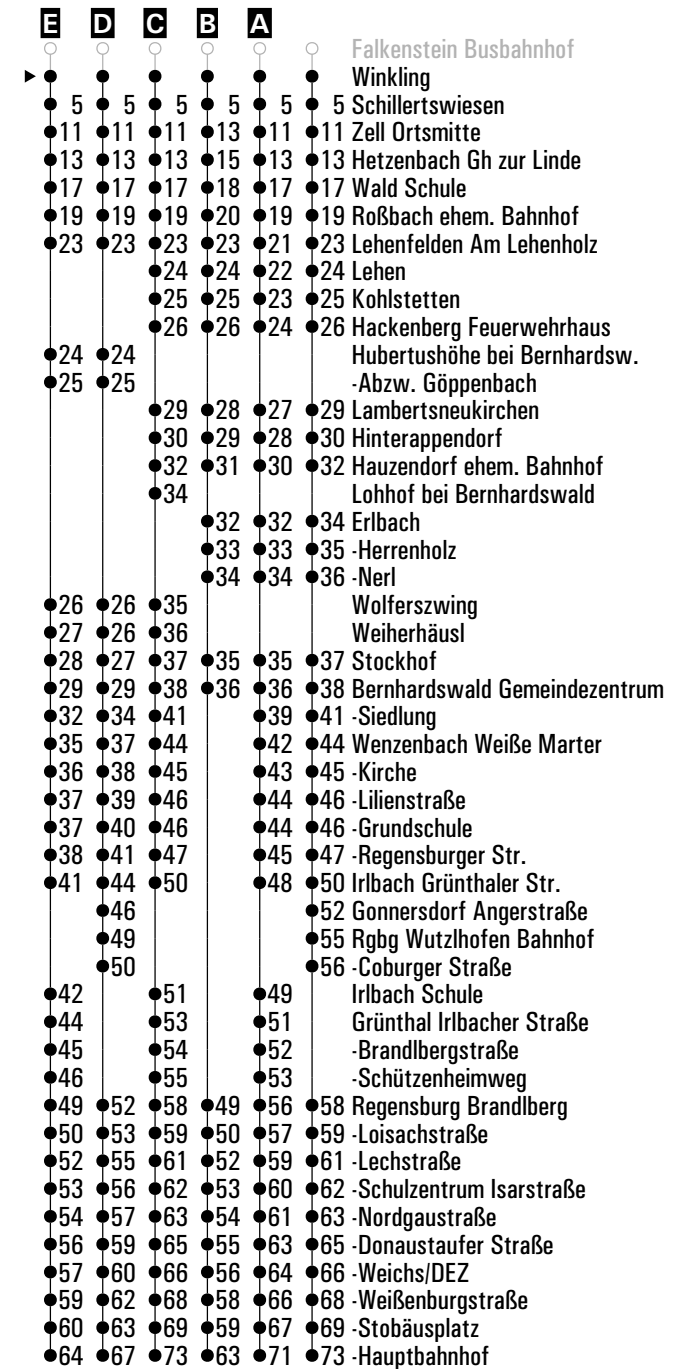 E D C B A
Falkenstein Busbahnhof
Winkling
5 5 5 5 5 5 Schillertswiesen
11 11 11 13 11 11 Zell Ortsmitte
13 13 13 15 13 13 Hetzenbach Gh zur Linde
17 17 17 18 17 17 Wald Schule
19 19 19 20 19 19 Roßbach ehem. Bahnhof
23 23 23 23 21 23 Lehenfelden Am Lehenholz
24 24 22 24 Lehen
25 25 23 25 Kohlstetten
26 26 24 26 Hackenberg Feuerwehrhaus
24 24 Hubertushöhe bei Bernhardsw.
25 25 -Abzw. Göppenbach
29 28 27 29 Lambertsneukirchen
30 29 28 30 Hinterappendorf
32 31 30 32 Hauzendorf ehem. Bahnhof
34 Lohhof bei Bernhardswald
32 32 34 Erlbach
33 33 35 -Herrenholz
34 34 36 -Nerl
26 26 35 Wolferszwing
27 26 36 Weiherhäusl
28 27 37 35 35 37 Stockhof
29 29 38 36 36 38 Bernhardswald Gemeindezentrum
32 34 41 39 41 -Siedlung
35 37 44 42 44 Wenzenbach Weiße Marter
36 38 45 43 45 -Kirche
37 39 46 44 46 -Lilienstraße
37 40 46 44 46 -Grundschule
38 41 47 45 47 -Regensburger Str.
41 44 50 48 50 Irlbach Grünthaler Str.
46 52 Gonnersdorf Angerstraße
49 55 Rgbg Wutzlhofen Bahnhof
50 56 -Coburger Straße
42 51 49 Irlbach Schule
44 53 51 Grünthal Irlbacher Straße
45 54 52 -Brandlbergstraße
46 55 53 -Schützenheimweg
49 52 58 49 56 58 Regensburg Brandlberg
50 53 59 50 57 59 -Loisachstraße
52 55 61 52 59 61 -Lechstraße
53 56 62 53 60 62 -Schulzentrum Isarstraße
54 57 63 54 61 63 -Nordgaustraße
56 59 65 55 63 65 -Donaustaufer Straße
57 60 66 56 64 66 -Weichs/DEZ
59 62 68 58 66 68 -Weißenburgstraße
60 63 69 59 67 69 -Stobäusplatz
64 67 73 63 71 73 -Hauptbahnhof